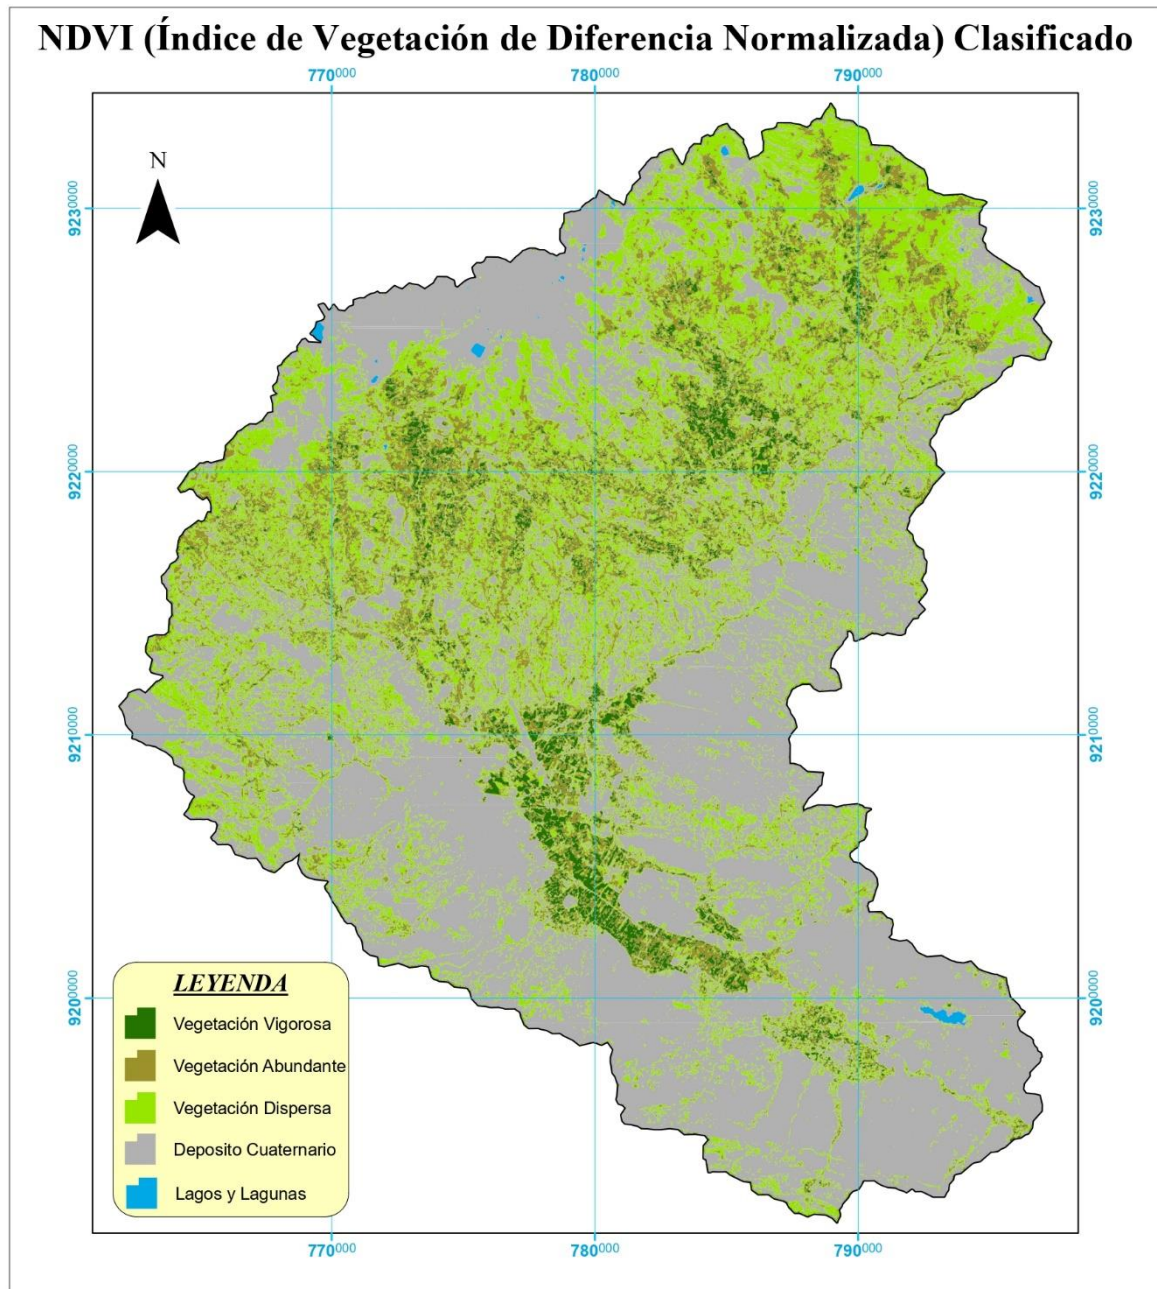 NDVI (Índice de Vegetación de Diferencia Normalizada) Clasificado
770000 780000 790000
N
9230000 9230000
9220000 9220000
9210000 9210000
9200000 9200000
LEYENDA
Vegetación Vigorosa
Vegetación Abundante
Vegetación Dispersa
Deposito Cuaternario
Lagos y Lagunas
770000 780000 790000